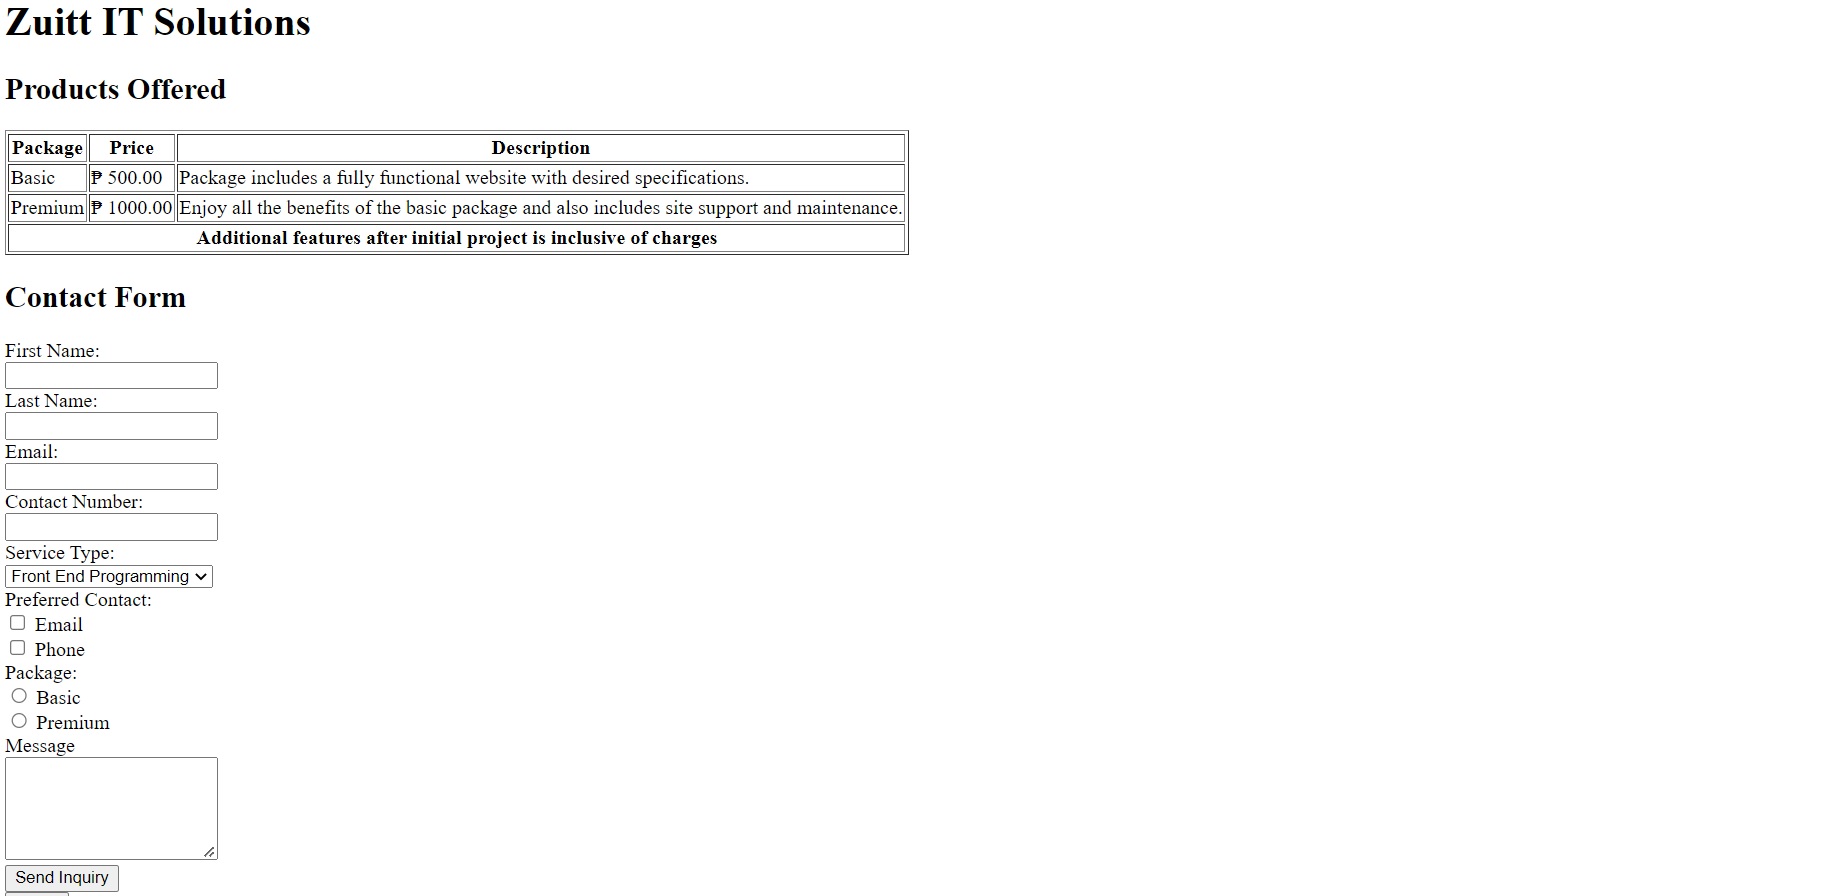 Zuitt IT Solutions
Products Offered
Package Price Description
Basic ₱ 500.00 Package includes a fully functional website with desired specifications.
Premium ₱ 1000.00 Enjoy all the benefits of the basic package and also includes site support and maintenance.
Additional features after initial project is inclusive of charges
Contact Form
First Name:
Last Name:
Email:
Contact Number:
Service Type:
Front End Programming
Preferred Contact:
Email
Phone
Package:
Basic
Premium
Message
Send Inquiry